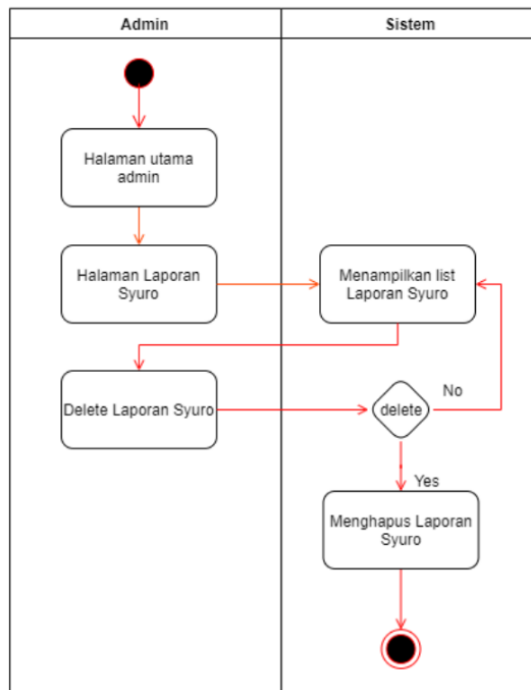 Admin
Sistem
Halaman utama
admin
Halaman Laporan
Syuro
Menampilkan list
Laporan Syuro
Delete Laporan Syuro
delete
No
Yes
Menghapus Laporan
Syuro